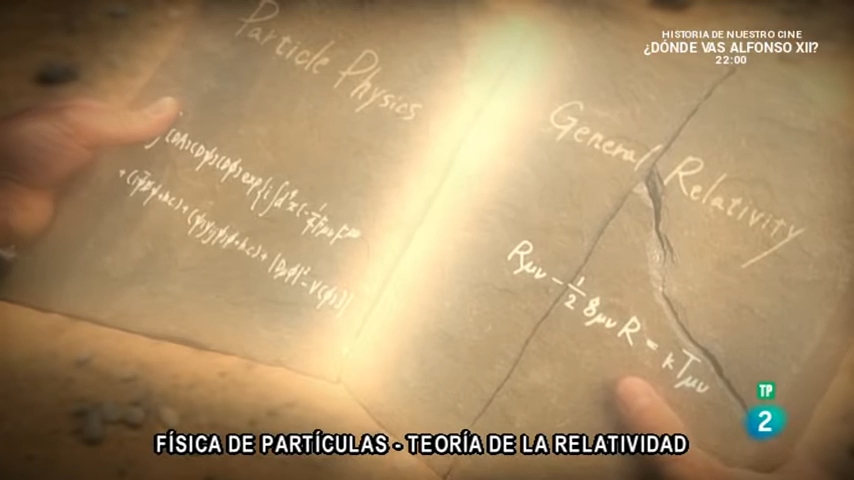 HISTORIA DE NUESTRO CINE
¿DÓNDE VAS ALFONSO XII?
22:00
Particle Physics
General Relativity
Rμν - 1/2 gμν R = κ Tμν
TP
2
FÍSICA DE PARTÍCULAS - TEORÍA DE LA RELATIVIDAD